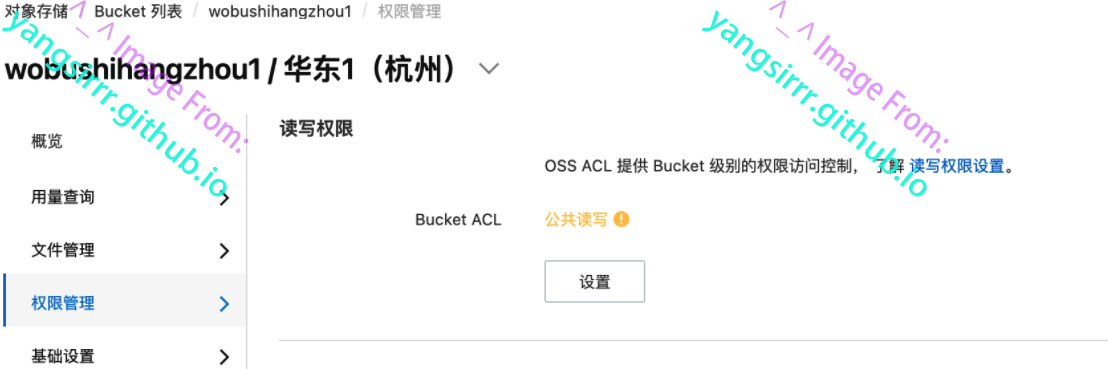 对象存储 / Bucket 列表 / wobushihangzhou1 / 权限管理
wobushihangzhou1 / 华东1（杭州）
读写权限
概览
OSS ACL 提供 Bucket 级别的权限访问控制， 了解 读写权限设置。
用量查询
Bucket ACL 公共读写
文件管理
设置
权限管理
基础设置
^_^ Image From:
yangsirrr.github.io
^_^ Image From:
yangsirrr.github.io